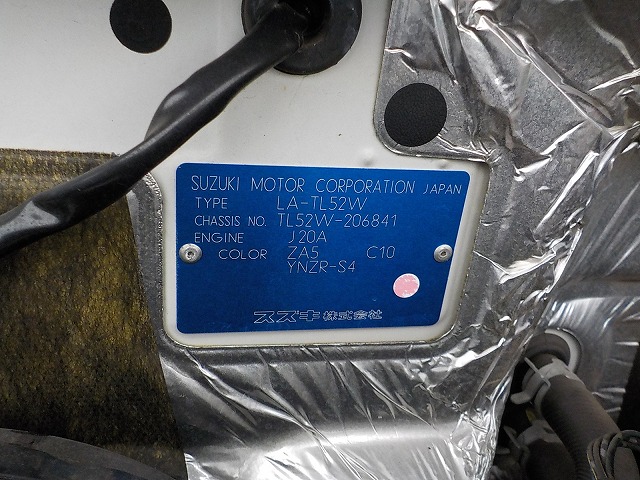 SUZUKI MOTOR CORPORATION JAPAN
TYPE LA-TL52W
CHASSIS NO. TL52W-206841
ENGINE J20A
COLOR ZA5 C10
YNZR-S4
スズキ株式会社